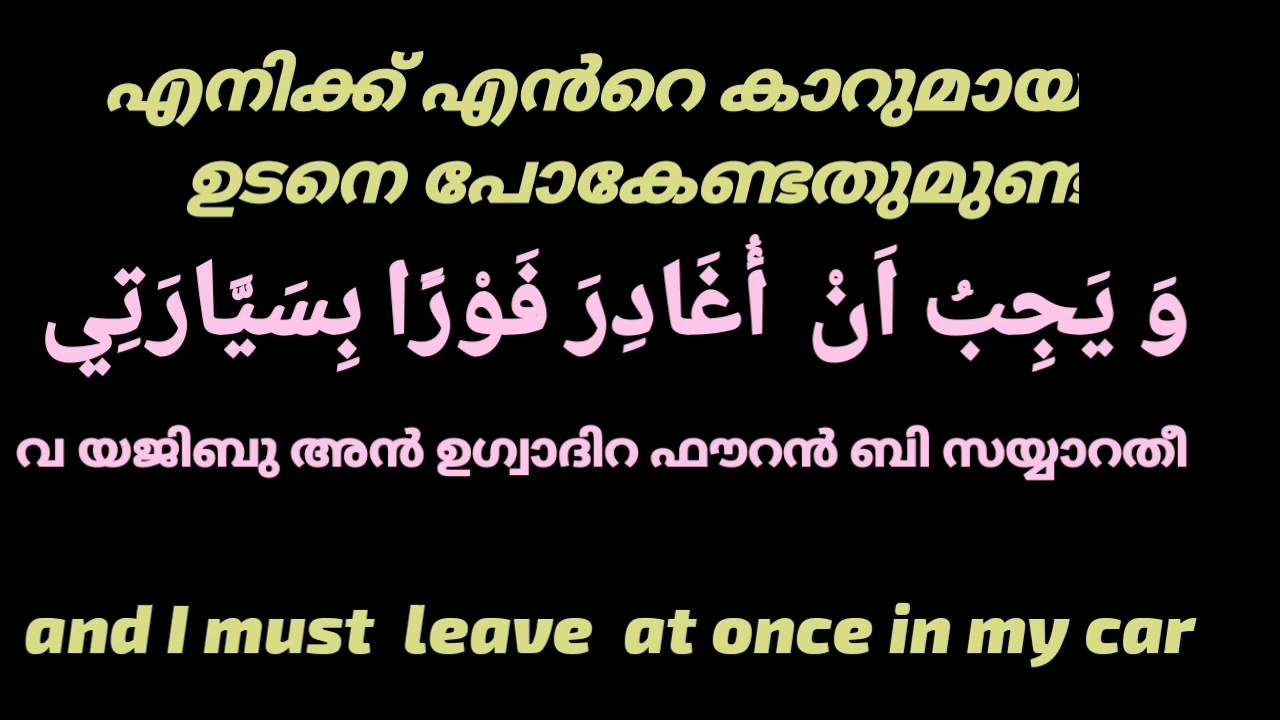 എനിക്ക് എൻറെ കാറുമായ
ഉടനെ പോകേണ്ടതുമുണ്ട
وَ يَجِبُ اَنْ أُغَادِرَ فَوْرًا بِسَيَّارَتِي
വ യജിബു അൻ ഉഗ്വാദിറ ഫൗറൻ ബി സയ്യാറതീ
and I must leave at once in my car